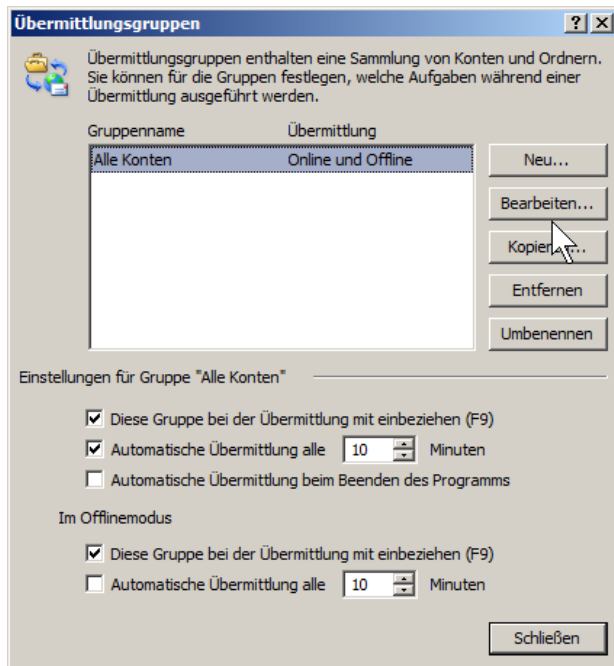 Übermittlungsgruppen
Übermittlungsgruppen enthalten eine Sammlung von Konten und Ordnern.
Sie können für die Gruppen festlegen, welche Aufgaben während einer
Übermittlung ausgeführt werden.
Gruppenname Übermittlung
Alle Konten Online und Offline
Neu...
Bearbeiten...
Kopieren...
Entfernen
Umbenennen
Einstellungen für Gruppe "Alle Konten"
Diese Gruppe bei der Übermittlung mit einbeziehen (F9)
Automatische Übermittlung alle 10 Minuten
Automatische Übermittlung beim Beenden des Programms
Im Offlinemodus
Diese Gruppe bei der Übermittlung mit einbeziehen (F9)
Automatische Übermittlung alle 10 Minuten
Schließen